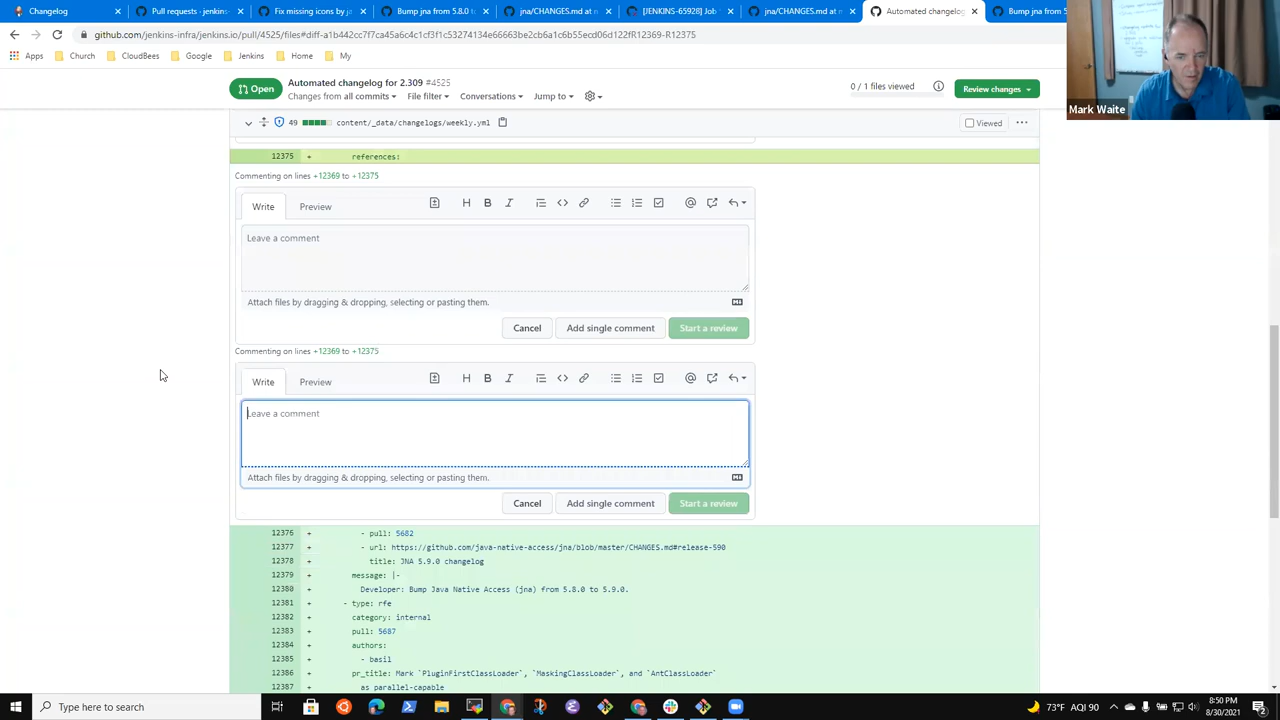 Changelog
Pull requests · jenkins-
Fix missing icons by ja
Bump jna from 5.8.0 to
jna/CHANGES.md at m
[JENKINS-65928] Job
jna/CHANGES.md at m
Automated changelog
Bump jna from 5
github.com/jenkins-infra/jenkins.io/pull/4525/files#diff-
Apps
Church
CloudBees
Google
Jenkins
Home
My
Open
Automated changelog for 2.309 #4525
Changes from all commits
File filter
Conversations
Jump to
0 / 1 files viewed
Review changes
Mark Waite
49
content/_data/changelogs/weekly.yml
Viewed
12375 + references:
Commenting on lines +12369 to +12375
Write
Preview
Leave a comment
Attach files by dragging & dropping, selecting or pasting them.
Cancel
Add single comment
Start a review
Commenting on lines +12369 to +12375
Write
Preview
Leave a comment
Attach files by dragging & dropping, selecting or pasting them.
Cancel
Add single comment
Start a review
12376 + - pull: 5682
12377 + - url: https://github.com/java-native-access/jna/blob/master/CHANGES.md#release-590
12378 + title: JNA 5.9.0 changelog
12379 + message: |-
12380 + Developer: Bump Java Native Access (jna) from 5.8.0 to 5.9.0.
12381 + - type: rfe
12382 + category: internal
12383 + pull: 5687
12384 + authors:
12385 + - basil
12386 + pr_title: Mark `PluginFirstClassLoader`, `MaskingClassLoader`, and `AntClassLoader`
12387 + as parallel-capable
Type here to search
73°F AQI 90
8:50 PM
8/30/2021